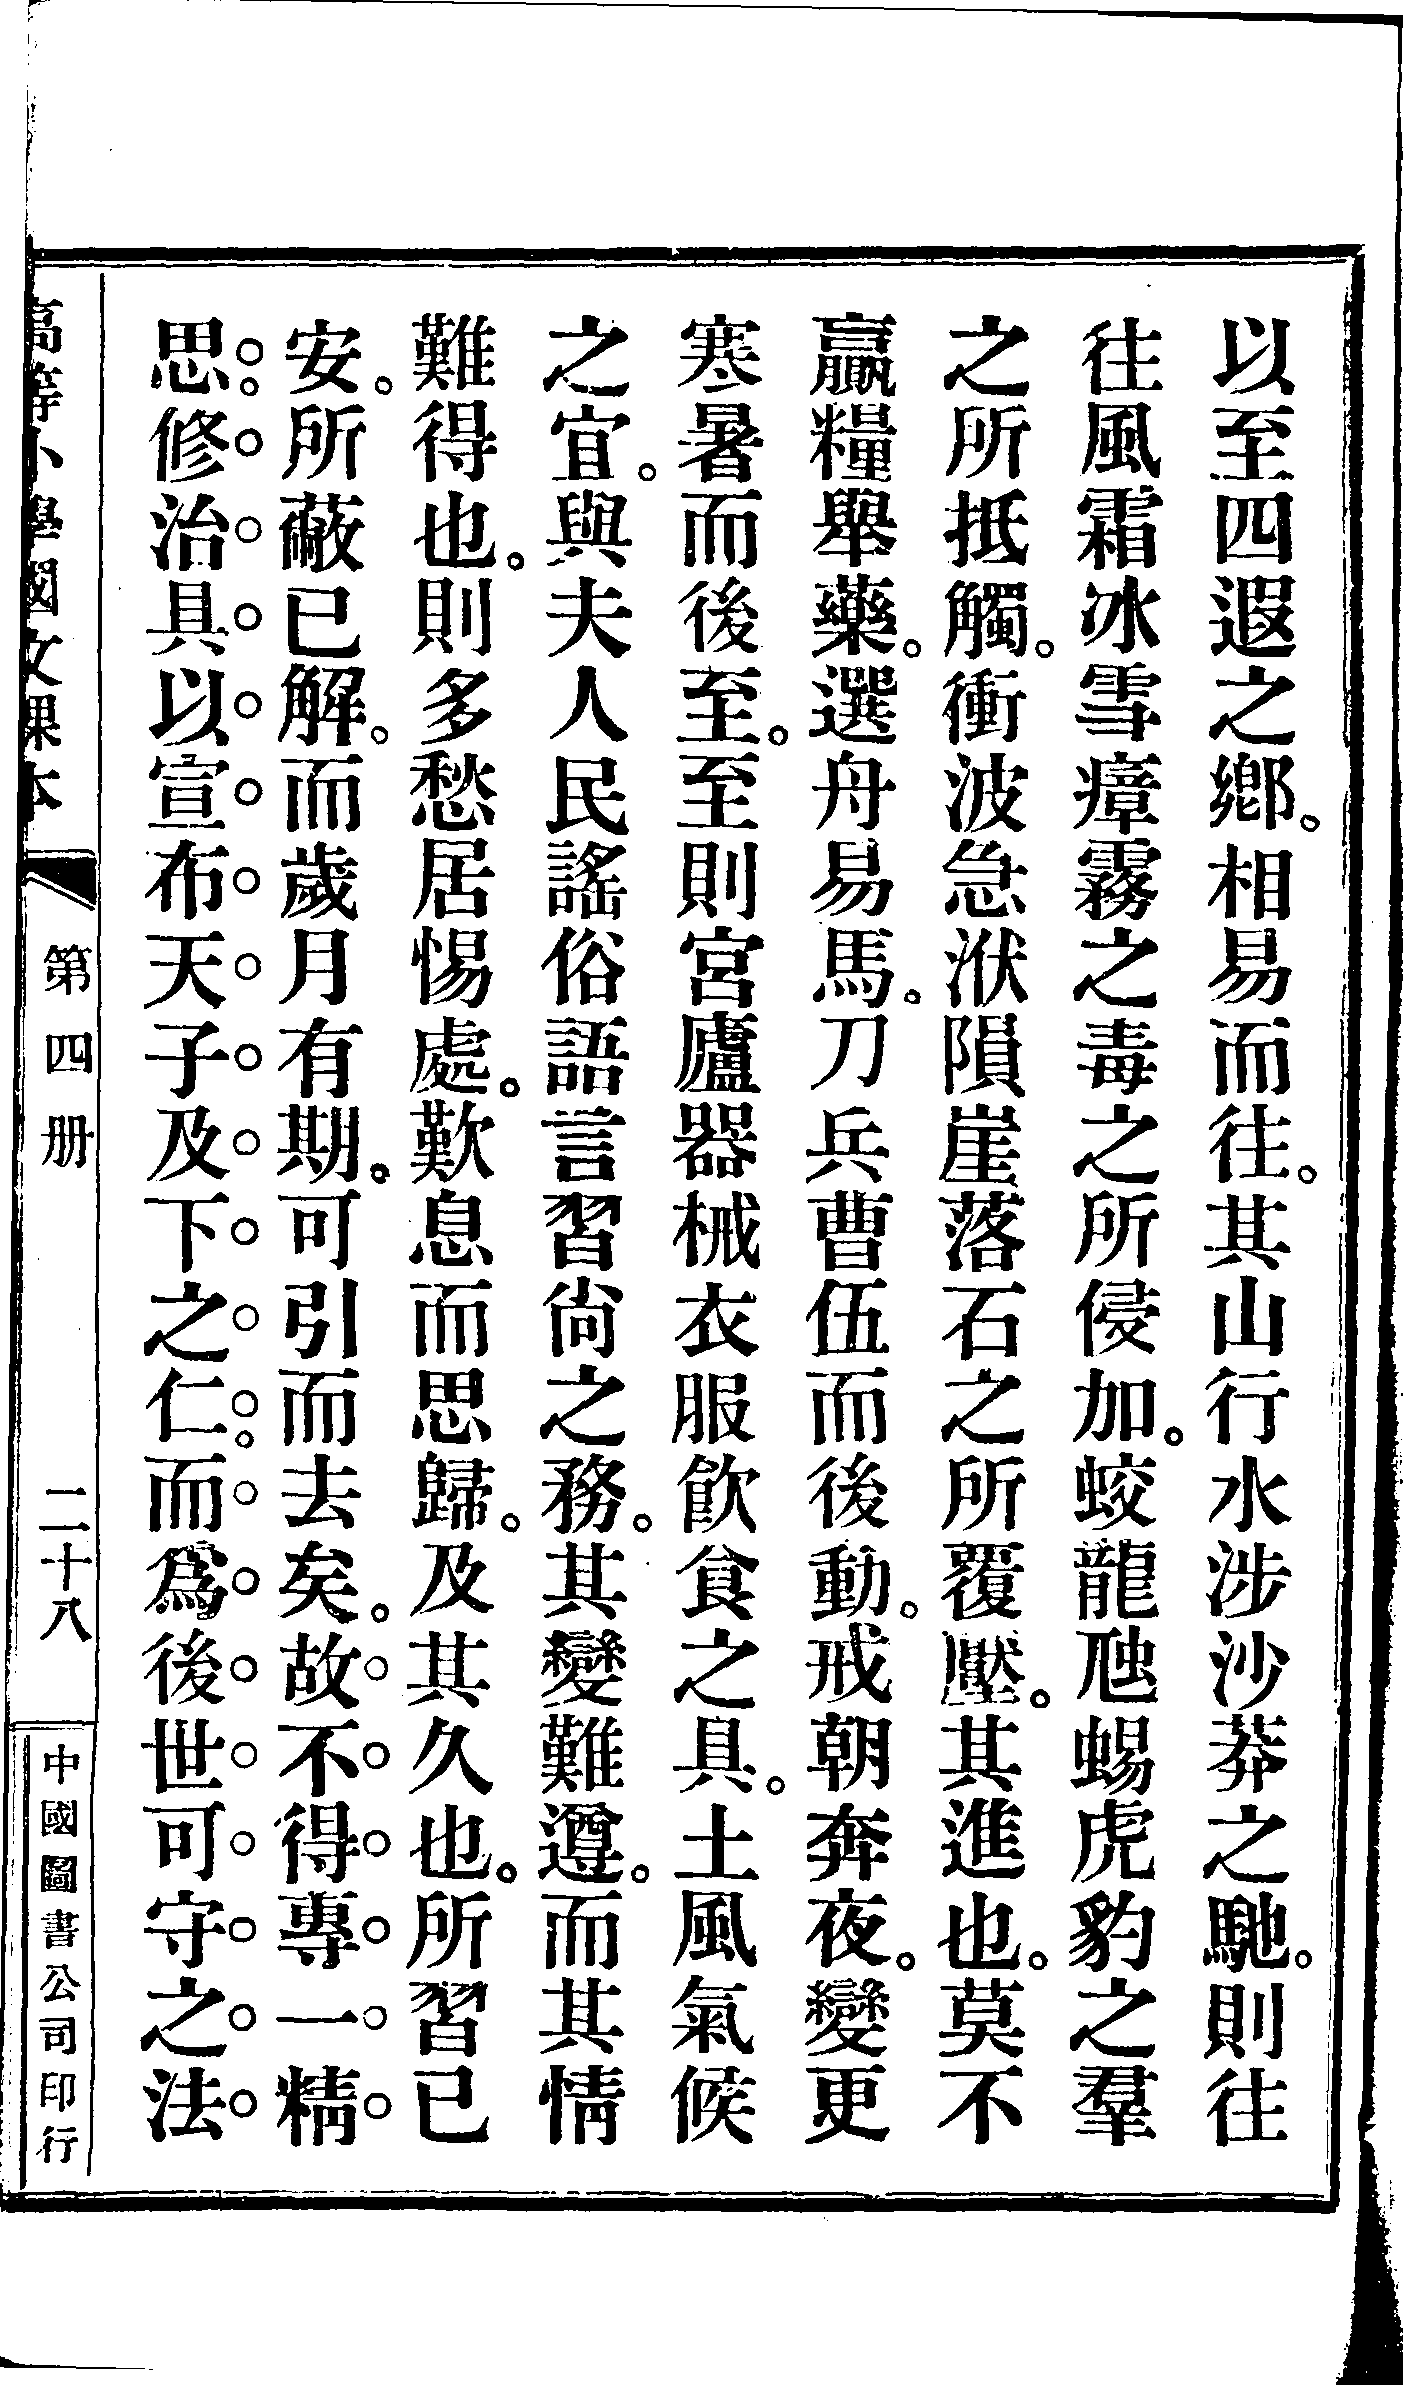 以至四遐之鄕。相易而往。其山行水涉沙莽之馳。則往
往風霜冰雪瘴霧之毒之所侵加。蛟龍虺蜴虎豹之羣
之所抵觸。衝波急洑隕崖落石之所覆壓。其進也。莫不
贏糧舉藥。選舟易馬。刀兵曹伍而後動。戒朝奔夜。變更
寒暑而後至。至則宮廬器械衣服飮食之具。土風氣候
之宜。與夫人民謠俗語言習尙之務。其變難遵。而其情
難得也。則多愁居惕處。歎息而思歸。及其久也。所習已
安。所蔽已解。而歲月有期。可引而去矣。故不得專一精
思。修治具以宣布天子及下之仁。而爲後世可守之法
高等小學國文課本
第四册
二十八
中國圖書公司印行